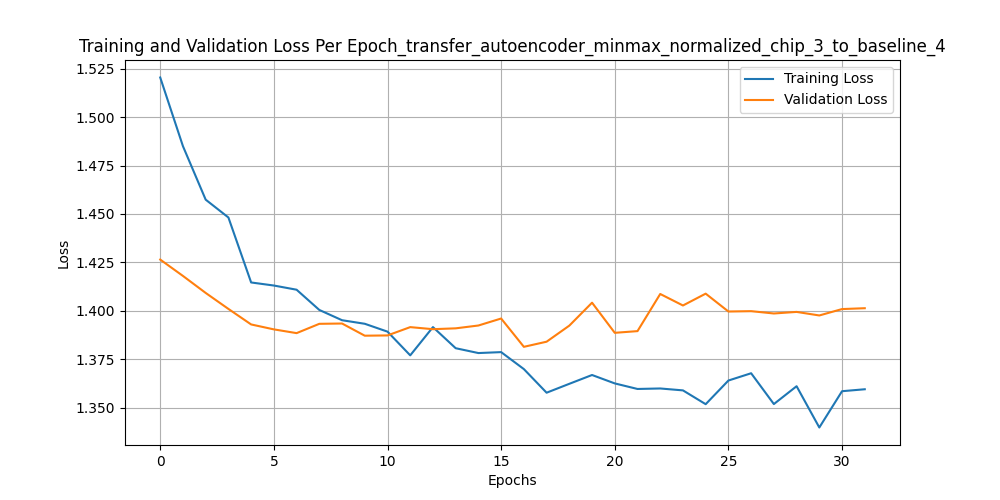 Training and Validation Loss Per Epoch_transfer_autoencoder_minmax_normalized_chip_3_to_baseline_4
Training Loss
Validation Loss
1.525
1.500
1.475
1.450
1.425
1.400
1.375
1.350
Loss
0 5 10 15 20 25 30
Epochs